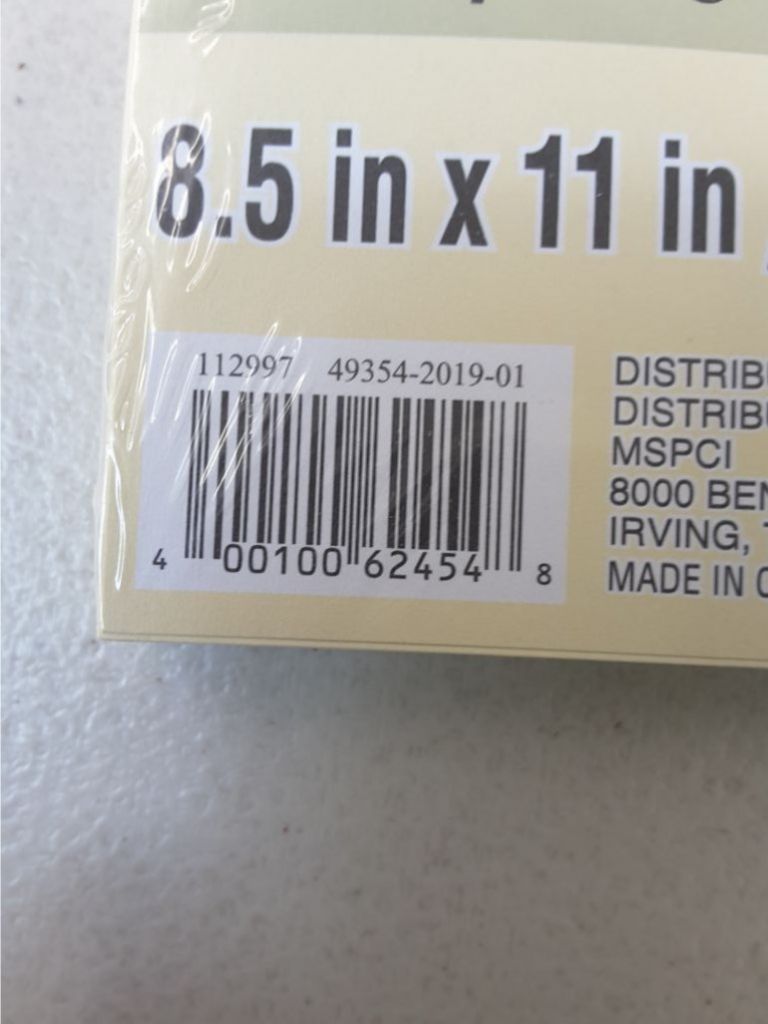 8.5 in x 11 in
112997 49354-2019-01
4 00100 62454 8
DISTRIB
DISTRIB
MSPCI
8000 BEN
IRVING,
MADE IN